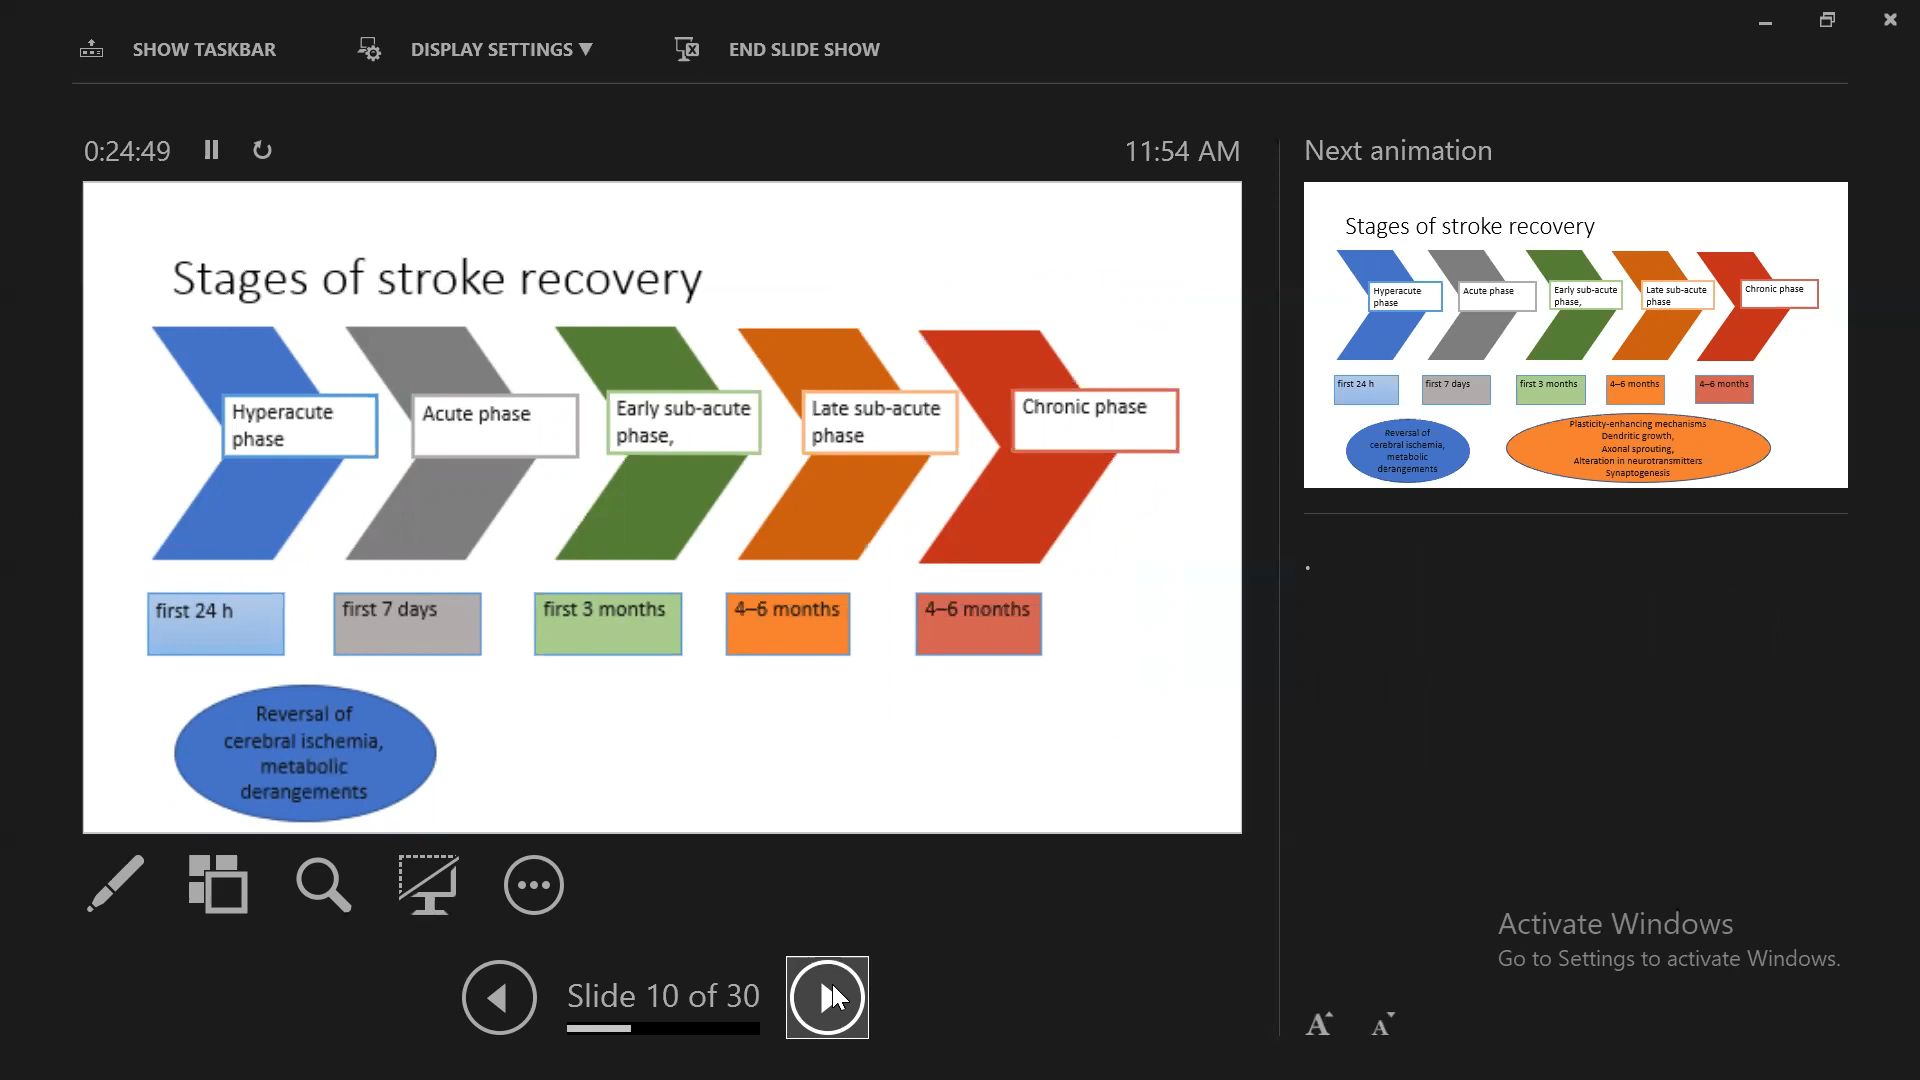 SHOW TASKBAR
DISPLAY SETTINGS ▼
END SLIDE SHOW
0:24:49
11:54 AM
Next animation
Stages of stroke recovery
Hyperacute
phase
Acute phase
Early sub-acute
phase,
Late sub-acute
phase
Chronic phase
first 24 h
first 7 days
first 3 months
4–6 months
4–6 months
Reversal of
cerebral ischemia,
metabolic
derangements
Stages of stroke recovery
Hyperacute
phase
Acute phase
Early sub-acute
phase,
Late sub-acute
phase
Chronic phase
first 24 h
first 7 days
first 3 months
4–6 months
4–6 months
Reversal of
cerebral ischemia,
metabolic
derangements
Plasticity-enhancing mechanisms
Dendritic growth,
Axonal sprouting,
Alteration in neurotransmitters
Synaptogenesis
.
Activate Windows
Go to Settings to activate Windows.
Slide 10 of 30
A
A